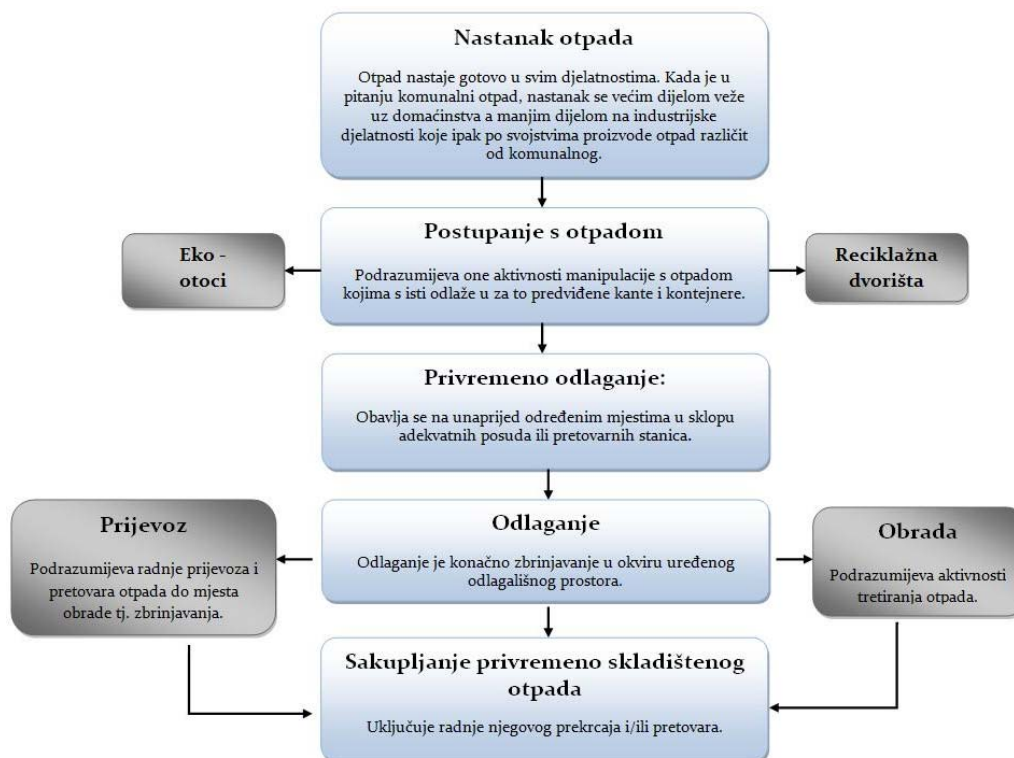 Nastanak otpada
Otpad nastaje gotovo u svim djelatnostima. Kada je u
pitanju komunalni otpad, nastanak se većim dijelom veže
uz domaćinstva a manjim dijelom na industrijske
djelatnosti koje ipak po svojstvima proizvode otpad različit
od komunalnog.
Eko -
otoci
Postupanje s otpadom
Podrazumijeva one aktivnosti manipulacije s otpadom
kojima s isti odlaže u za to predviđene kante i kontejnere.
Reciklažna
dvorišta
Privremeno odlaganje:
Obavlja se na unaprijed određenim mjestima u sklopu
adekvatnih posuda ili pretovarnih stanica.
Prijevoz
Podrazumijeva radnje prijevoza i
pretovara otpada do mjesta
obrade tj. zbrinjavanja.
Odlaganje
Odlaganje je konačno zbrinjavanje u okviru uređenog
odlagališnog prostora.
Obrada
Podrazumijeva aktivnosti
tretiranja otpada.
Sakupljanje privremeno skladištenog
otpada
Uključuje radnje njegovog prekrcaja i/ili pretovara.